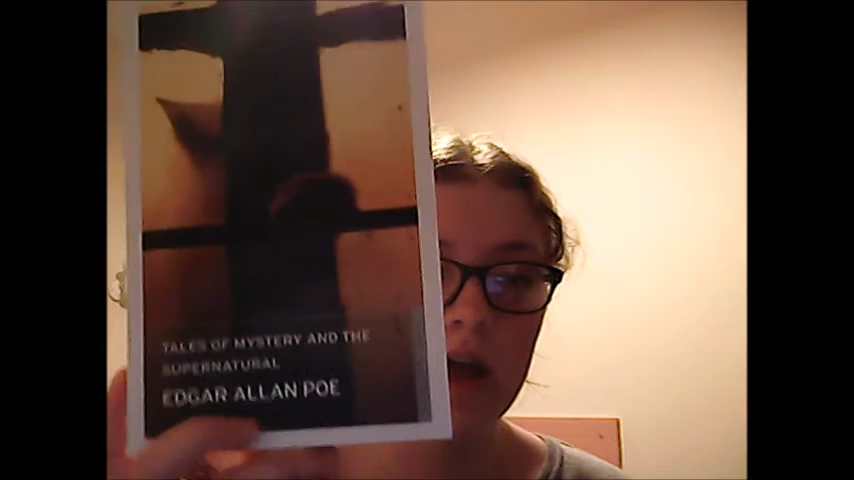 TALES OF MYSTERY AND THE
SUPERNATURAL
EDGAR ALLAN POE